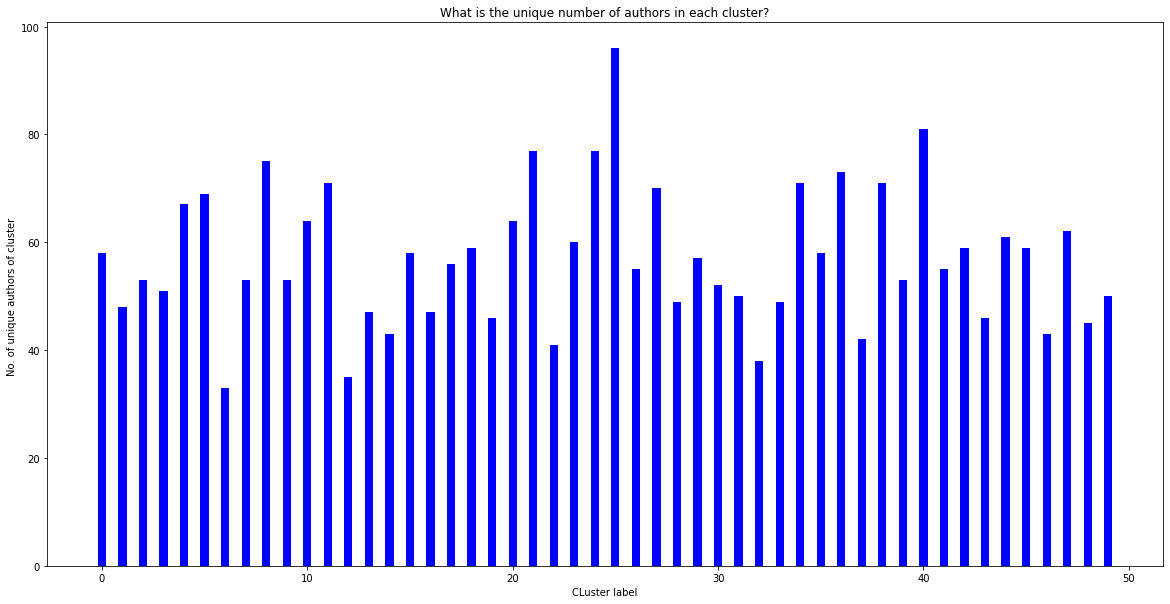 What is the unique number of authors in each cluster?
No. of unique authors of cluster
100
80
60
40
20
0
0 10 20 30 40 50
CLuster label